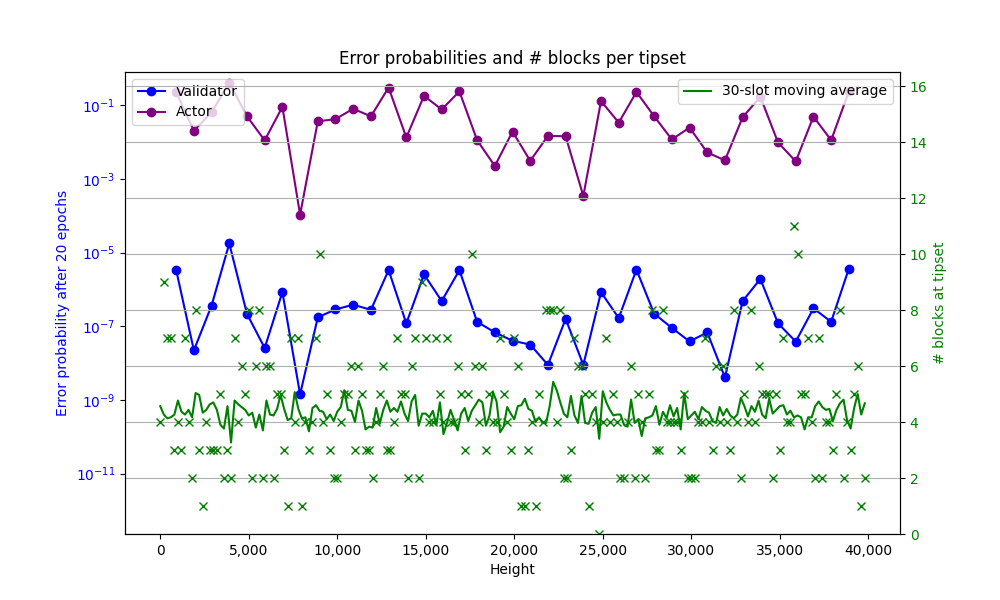 Error probabilities and # blocks per tipset
Validator
Actor
30-slot moving average
Error probability after 20 epochs
10⁻¹
10⁻³
10⁻⁵
10⁻⁷
10⁻⁹
10⁻¹¹
# blocks at tipset
16
14
12
10
8
6
4
2
0
0 5,000 10,000 15,000 20,000 25,000 30,000 35,000 40,000
Height